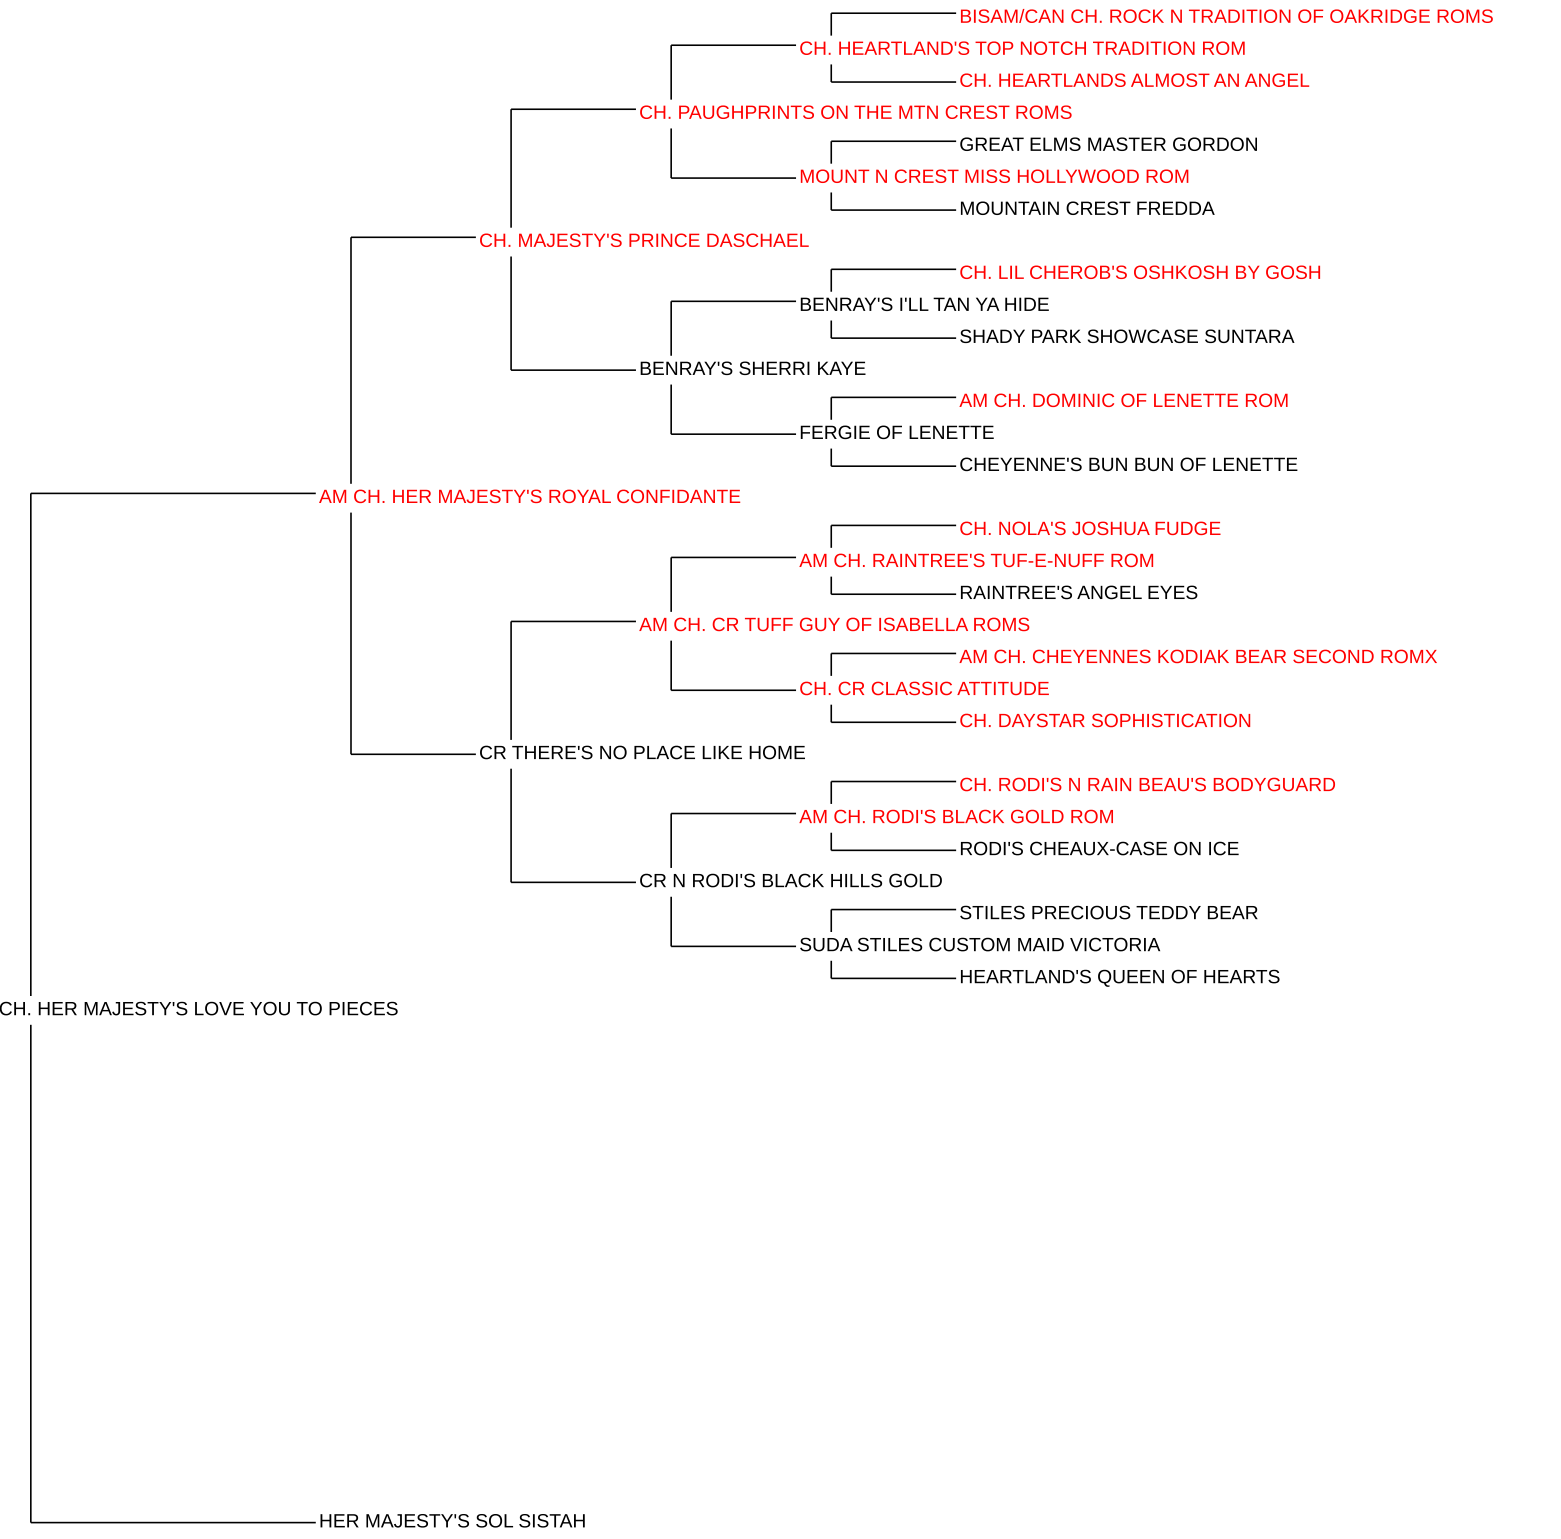 BISAM/CAN CH. ROCK N TRADITION OF OAKRIDGE ROMS
CH. HEARTLAND'S TOP NOTCH TRADITION ROM
CH. HEARTLANDS ALMOST AN ANGEL
CH. PAUGHPRINTS ON THE MTN CREST ROMS
GREAT ELMS MASTER GORDON
MOUNT N CREST MISS HOLLYWOOD ROM
MOUNTAIN CREST FREDDA
CH. MAJESTY'S PRINCE DASCHAEL
CH. LIL CHEROB'S OSHKOSH BY GOSH
BENRAY'S I'LL TAN YA HIDE
SHADY PARK SHOWCASE SUNTARA
BENRAY'S SHERRI KAYE
AM CH. DOMINIC OF LENETTE ROM
FERGIE OF LENETTE
CHEYENNE'S BUN BUN OF LENETTE
AM CH. HER MAJESTY'S ROYAL CONFIDANTE
CH. NOLA'S JOSHUA FUDGE
AM CH. RAINTREE'S TUF-E-NUFF ROM
RAINTREE'S ANGEL EYES
AM CH. CR TUFF GUY OF ISABELLA ROMS
AM CH. CHEYENNES KODIAK BEAR SECOND ROMX
CH. CR CLASSIC ATTITUDE
CH. DAYSTAR SOPHISTICATION
CR THERE'S NO PLACE LIKE HOME
CH. RODI'S N RAIN BEAU'S BODYGUARD
AM CH. RODI'S BLACK GOLD ROM
RODI'S CHEAUX-CASE ON ICE
CR N RODI'S BLACK HILLS GOLD
STILES PRECIOUS TEDDY BEAR
SUDA STILES CUSTOM MAID VICTORIA
HEARTLAND'S QUEEN OF HEARTS
CH. HER MAJESTY'S LOVE YOU TO PIECES
HER MAJESTY'S SOL SISTAH